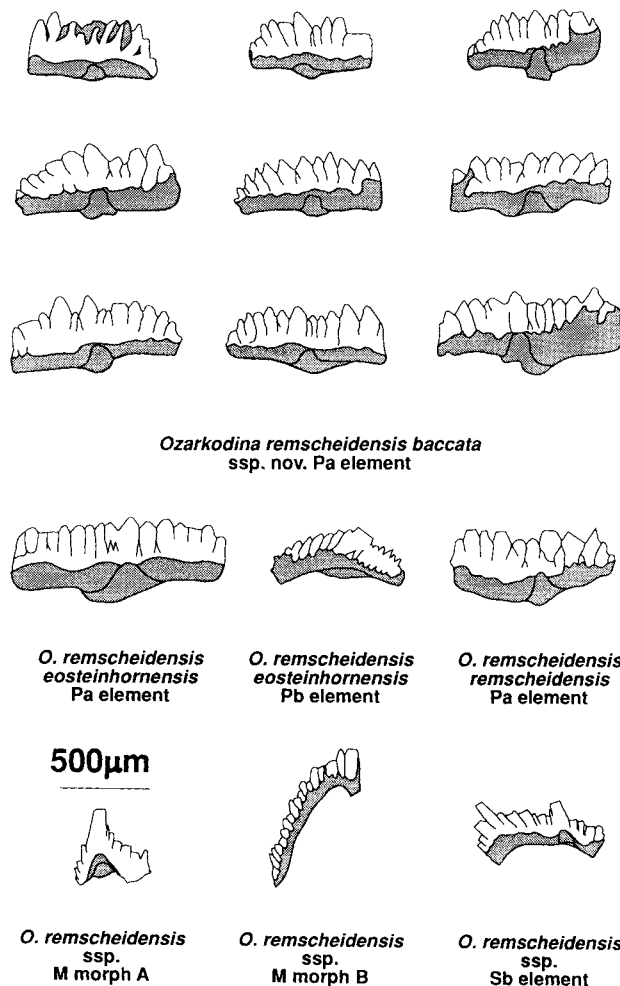 Ozarkodina remscheidensis baccata
ssp. nov. Pa element
O. remscheidensis
eosteinhornensis
Pa element
O. remscheidensis
eosteinhornensis
Pb element
O. remscheidensis
remscheidensis
Pa element
500µm
O. remscheidensis
ssp.
M morph A
O. remscheidensis
ssp.
M morph B
O. remscheidensis
ssp.
Sb element